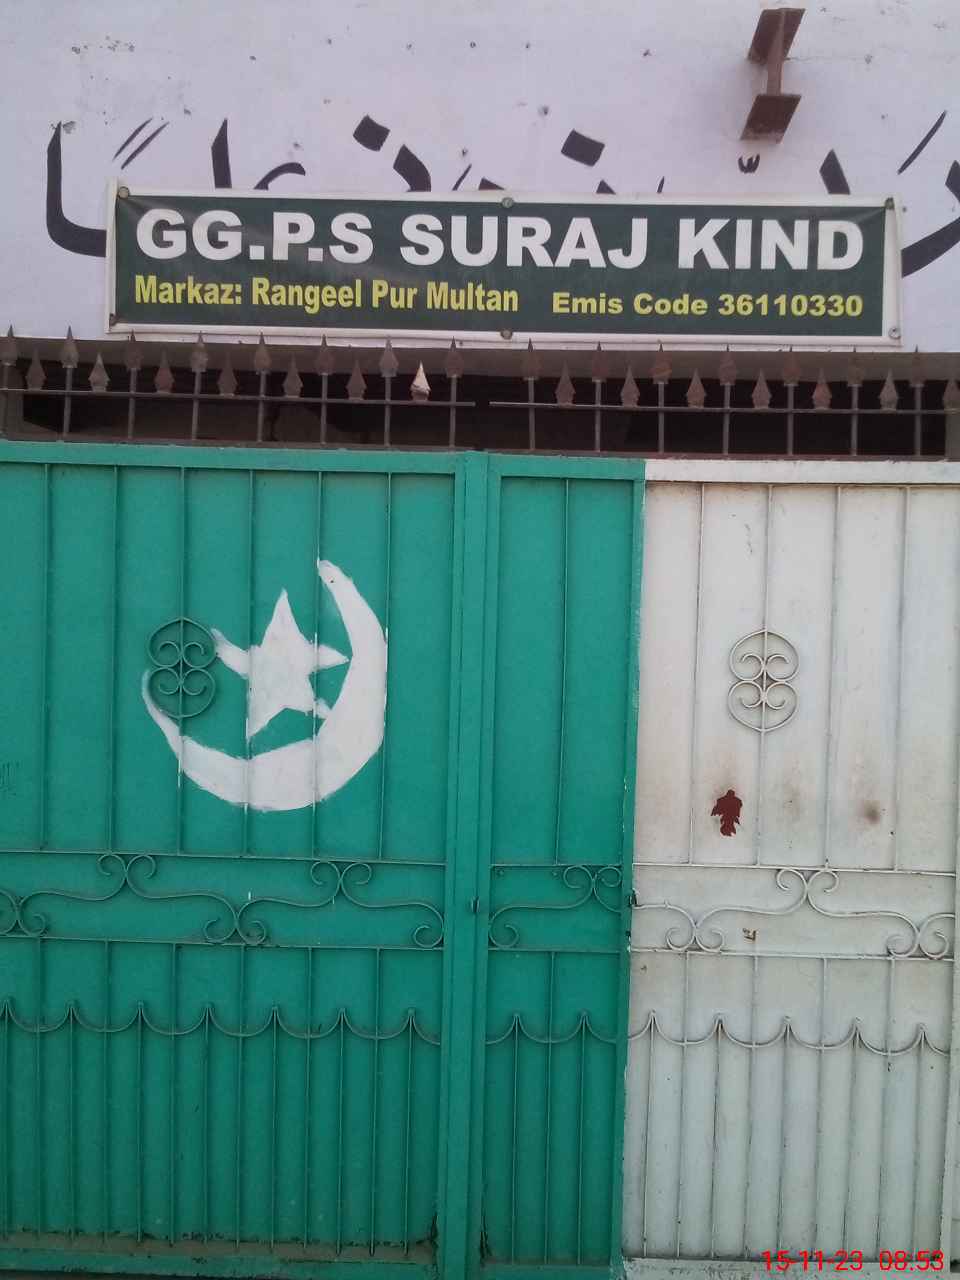 GG.P.S SURAJ KIND
Markaz: Rangeel Pur Multan Emis Code 36110330
15-11-23 08:53